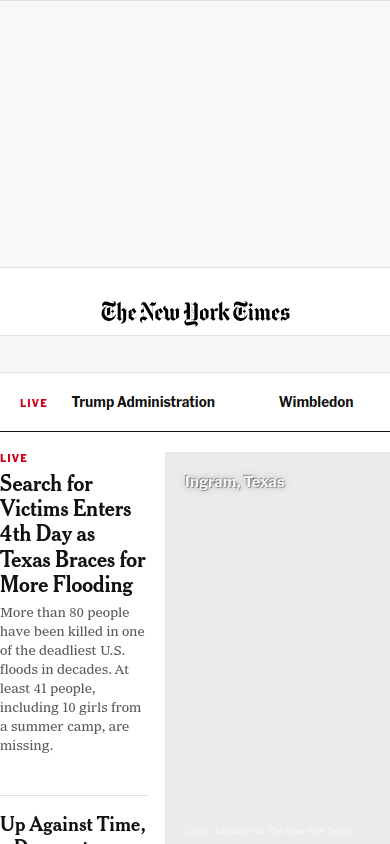 The New York Times
LIVE
Trump Administration
Wimbledon
LIVE
Search for
Victims Enters
4th Day as
Texas Braces for
More Flooding
More than 80 people
have been killed in one
of the deadliest U.S.
floods in decades. At
least 41 people,
including 10 girls from
a summer camp, are
missing.
Ingram, Texas
Carter Johnston for The New York Times
Up Against Time,